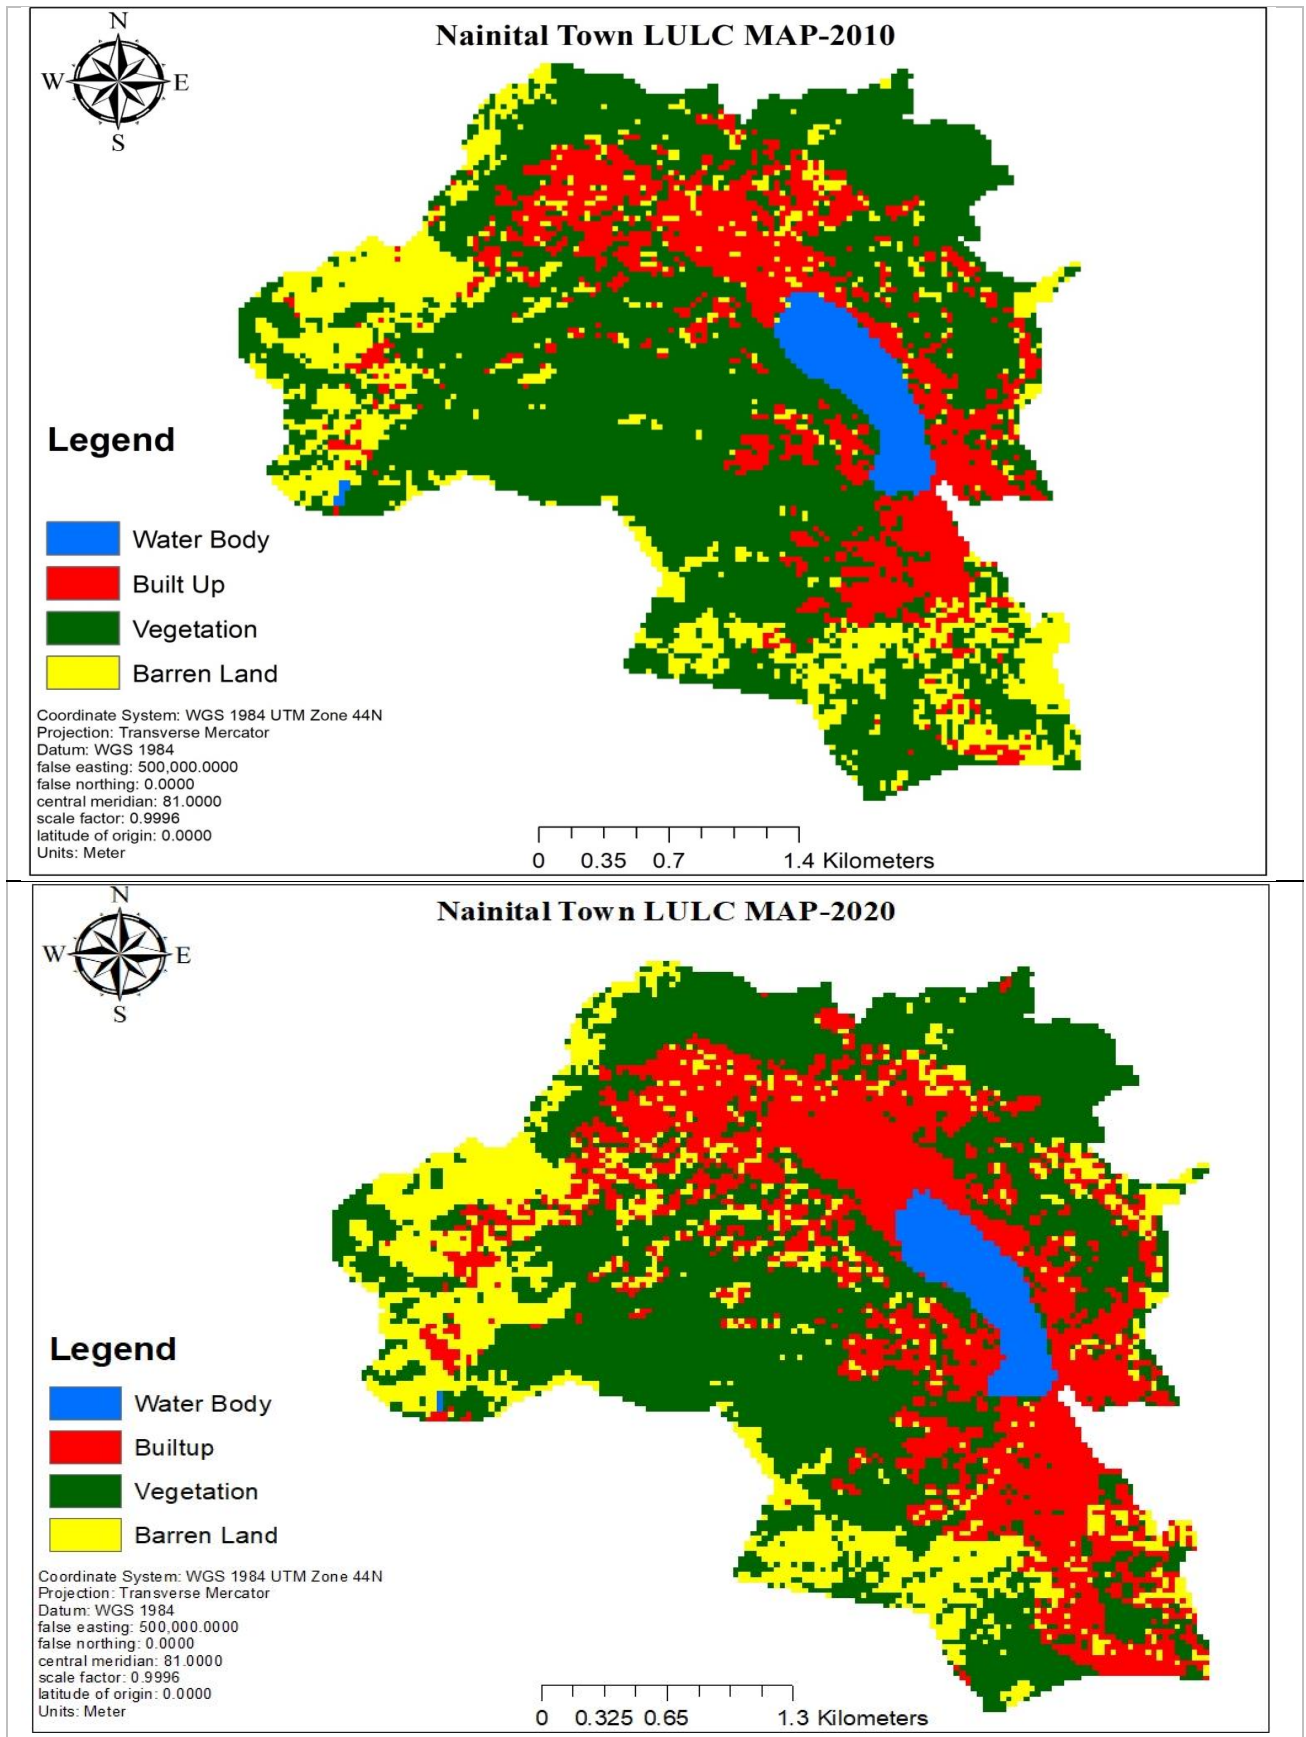 Nainital Town LULC MAP-2010
N
W E
S
Legend
Water Body
Built Up
Vegetation
Barren Land
Coordinate System: WGS 1984 UTM Zone 44N
Projection: Transverse Mercator
Datum: WGS 1984
false easting: 500,000.0000
false northing: 0.0000
central meridian: 81.0000
scale factor: 0.9996
latitude of origin: 0.0000
Units: Meter
0 0.35 0.7 1.4 Kilometers
Nainital Town LULC MAP-2020
N
W E
S
Legend
Water Body
Builtup
Vegetation
Barren Land
Coordinate System: WGS 1984 UTM Zone 44N
Projection: Transverse Mercator
Datum: WGS 1984
false easting: 500,000.0000
false northing: 0.0000
central meridian: 81.0000
scale factor: 0.9996
latitude of origin: 0.0000
Units: Meter
0 0.325 0.65 1.3 Kilometers